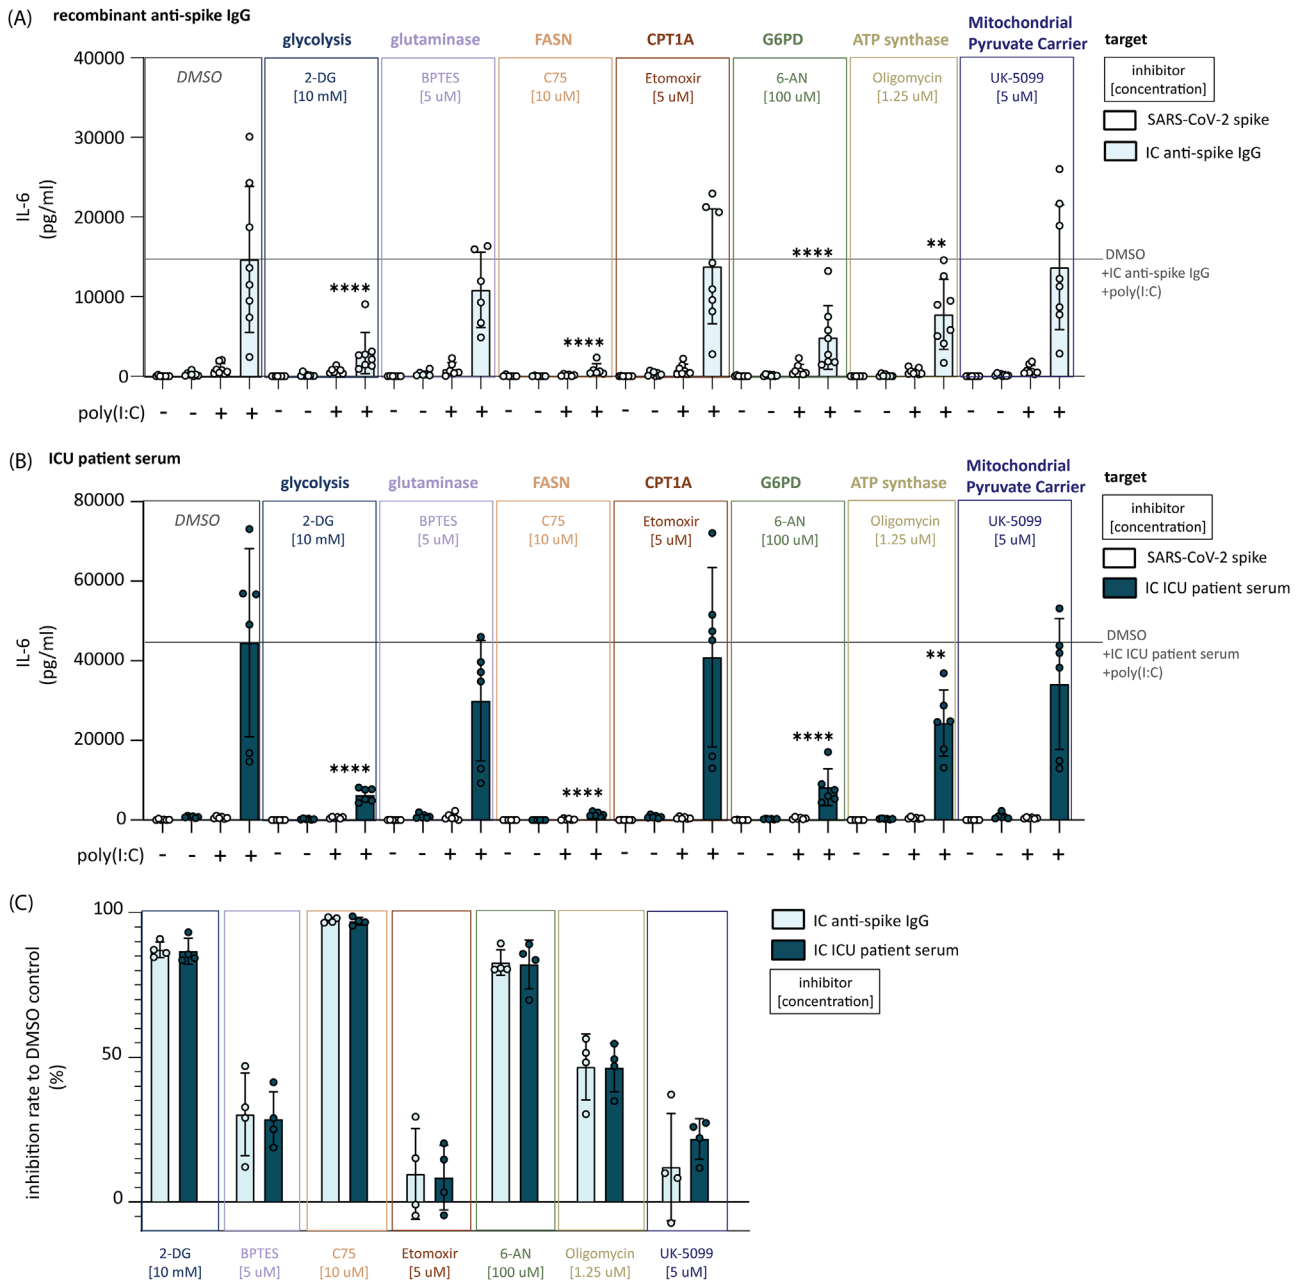 (A) recombinant anti-spike IgG
glycolysis glutaminase FASN CPT1A G6PD ATP synthase Mitochondrial
Pyruvate Carrier target
40000
DMSO 2-DG BPTES C75 Etomoxir 6-AN Oligomycin UK-5099 inhibitor
[10 mM] [5 uM] [10 uM] [5 uM] [100 uM] [1.25 uM] [5 uM] [concentration]
SARS-CoV-2 spike
30000
IC anti-spike IgG
IL-6
(pg/ml)
20000
**** **** **** **
DMSO
+IC anti-spike IgG
+poly(I:C)
10000
0
poly(I:C) - - + + - - + + - - + + - - + + - - + + - - + + - - + + - - + +
(B) ICU patient serum
glycolysis glutaminase FASN CPT1A G6PD ATP synthase Mitochondrial
Pyruvate Carrier target
80000
DMSO 2-DG BPTES C75 Etomoxir 6-AN Oligomycin UK-5099 inhibitor
[10 mM] [5 uM] [10 uM] [5 uM] [100 uM] [1.25 uM] [5 uM] [concentration]
SARS-CoV-2 spike
60000
IC ICU patient serum
IL-6
(pg/ml)
40000
**** **** **** **
DMSO
+IC ICU patient serum
+poly(I:C)
20000
0
poly(I:C) - - + + - - + + - - + + - - + + - - + + - - + + - - + + - - + +
(C)
100
IC anti-spike IgG
IC ICU patient serum
inhibitor
[concentration]
inhibition rate to DMSO control
(%)
50
0
2-DG BPTES C75 Etomoxir 6-AN Oligomycin UK-5099
[10 mM] [5 uM] [10 uM] [5 uM] [100 uM] [1.25 uM] [5 uM]